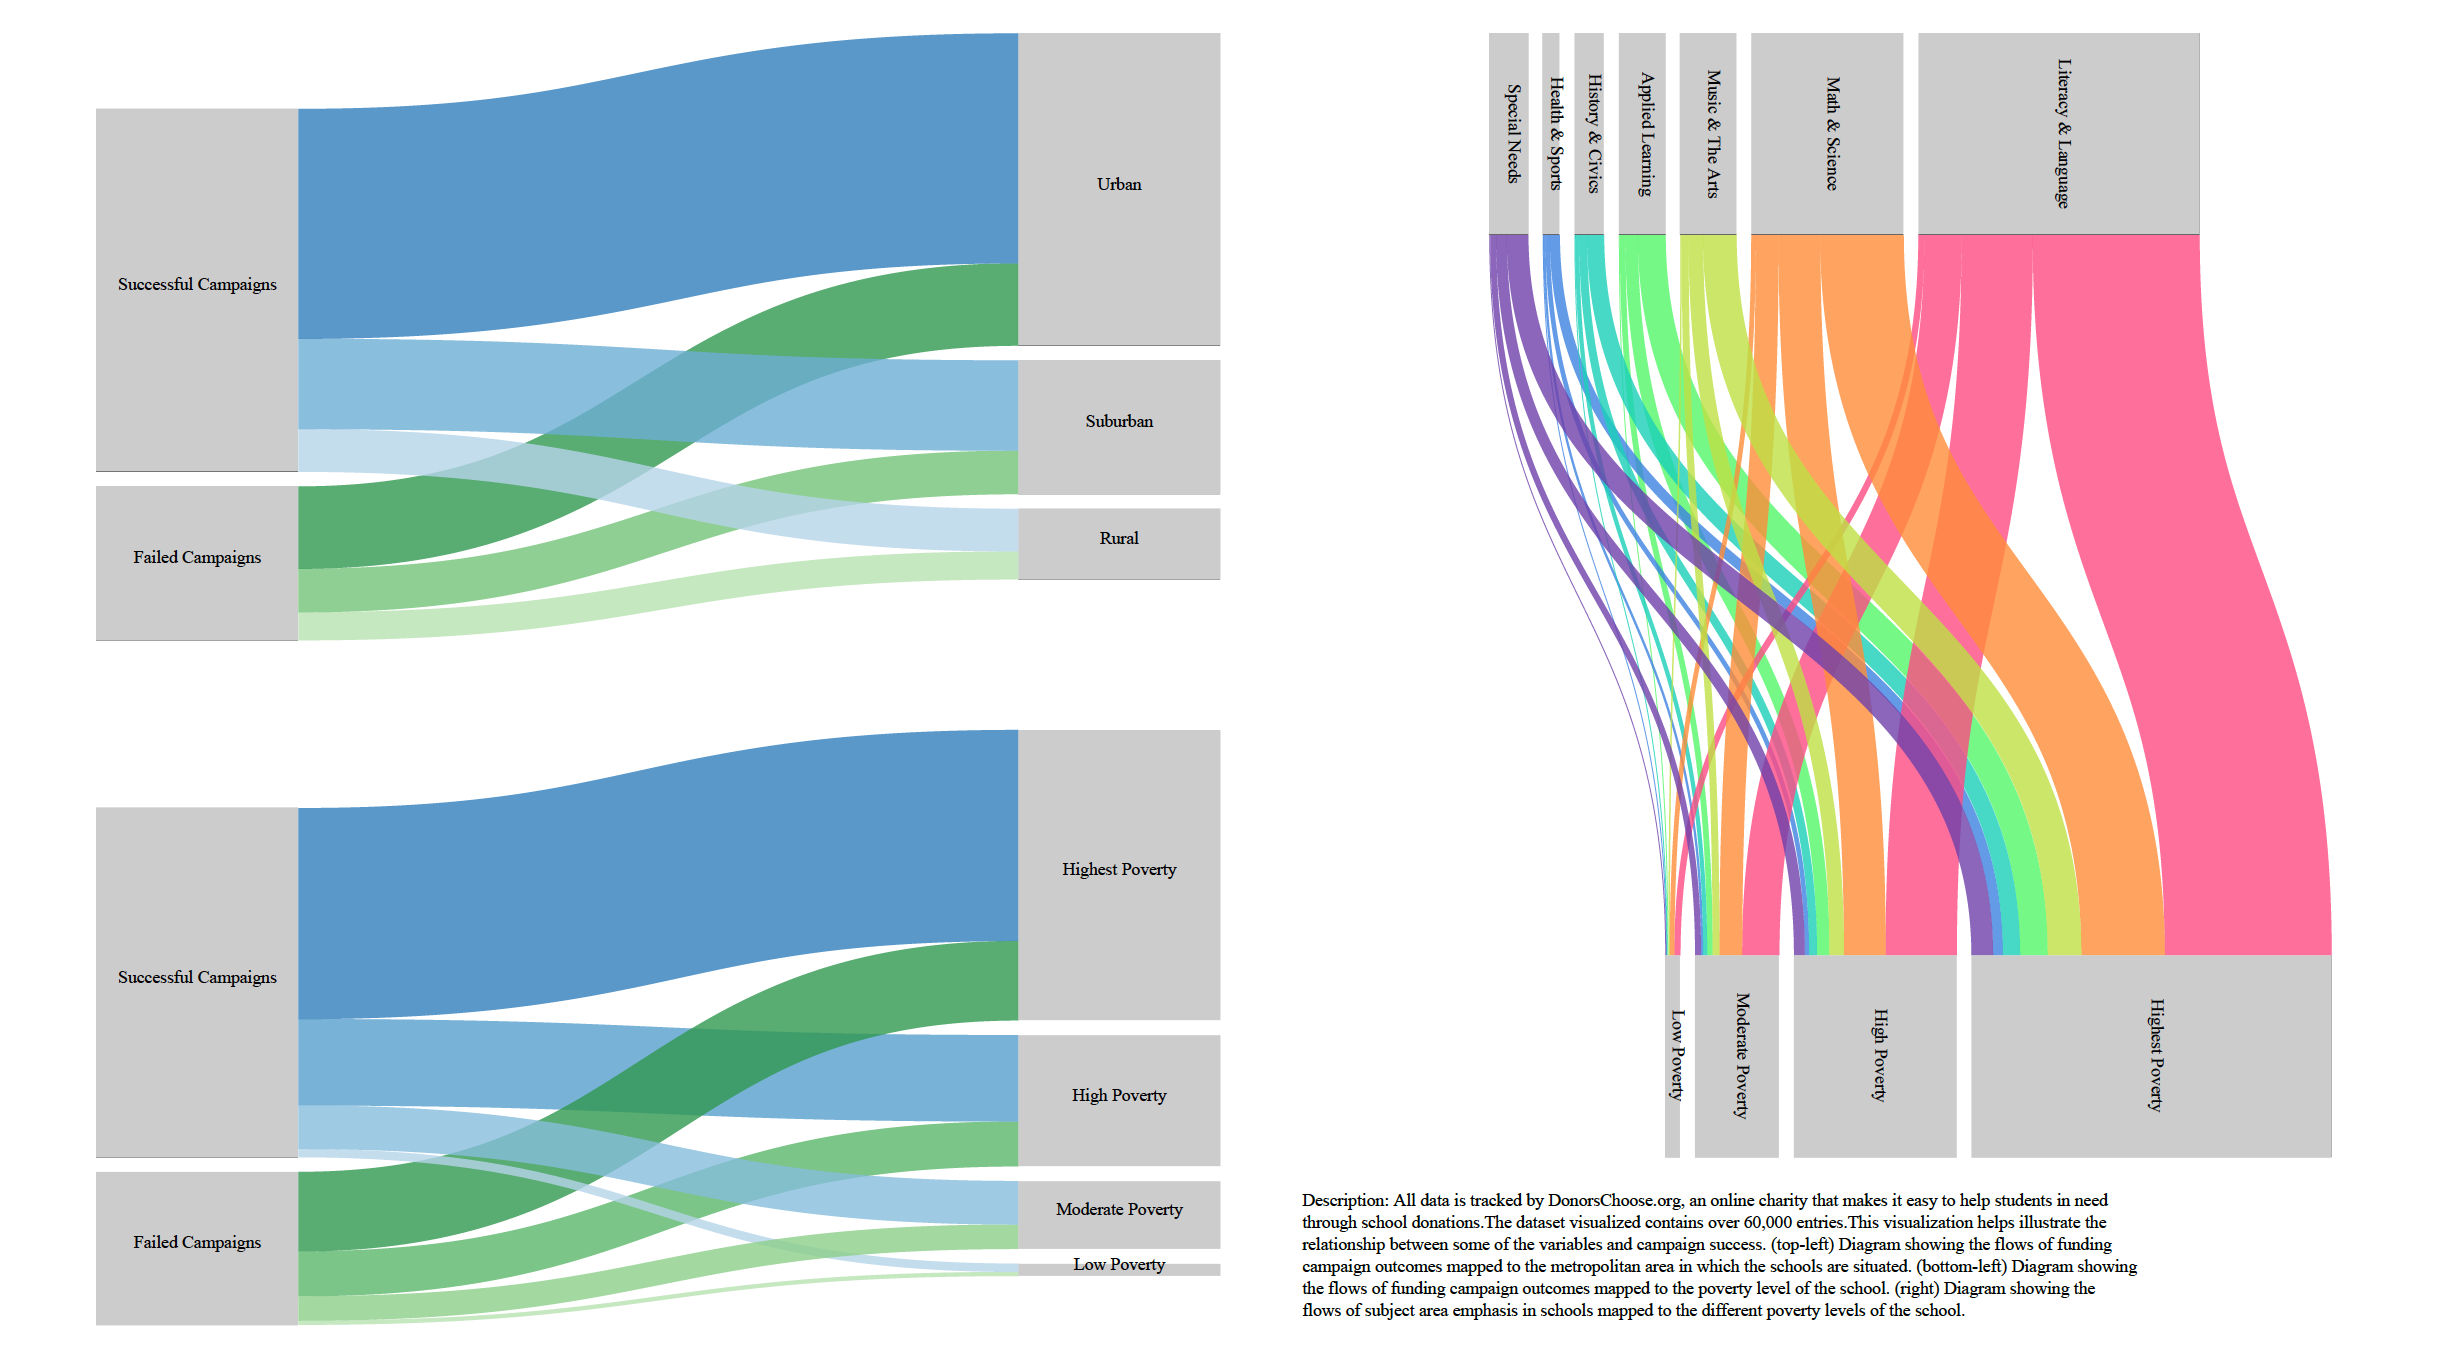 Successful Campaigns
Failed Campaigns
Urban
Suburban
Rural
Successful Campaigns
Failed Campaigns
Highest Poverty
High Poverty
Moderate Poverty
Low Poverty
Special Needs
Health & Sports
History & Civics
Applied Learning
Music & The Arts
Math & Science
Literacy & Language
Low Poverty
Moderate Poverty
High Poverty
Highest Poverty
Description: All data is tracked by DonorsChoose.org, an online charity that makes it easy to help students in need
through school donations.The dataset visualized contains over 60,000 entries.This visualization helps illustrate the
relationship between some of the variables and campaign success. (top-left) Diagram showing the flows of funding
campaign outcomes mapped to the metropolitan area in which the schools are situated. (bottom-left) Diagram showing
the flows of funding campaign outcomes mapped to the poverty level of the school. (right) Diagram showing the
flows of subject area emphasis in schools mapped to the different poverty levels of the school.